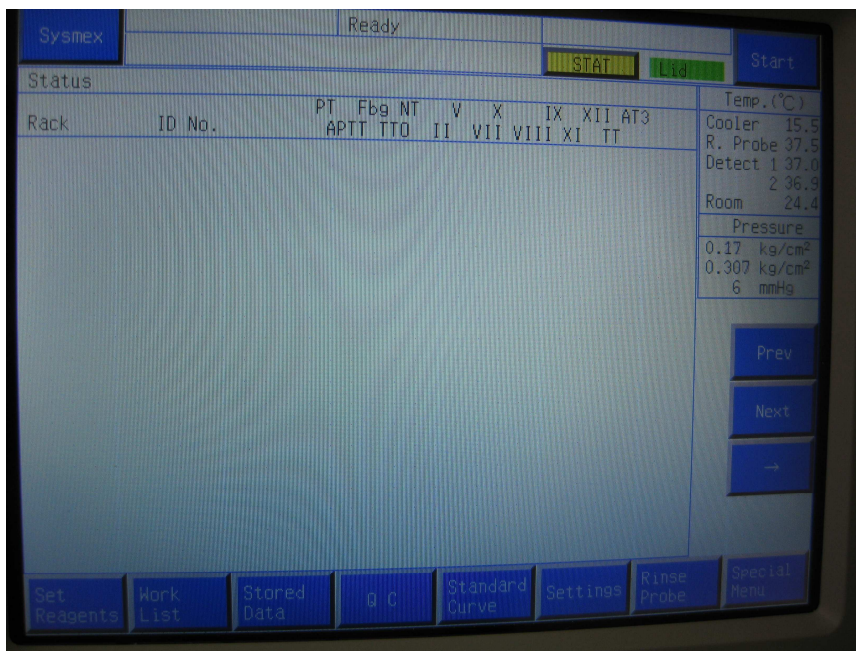 Sysmex
Ready
STAT
Lid
Start
Status
Rack ID No.
PT Fbg NT V X IX XII AT3
APTT TTO II VII VIII XI TT
Temp.(℃)
Cooler 15.5
R. Probe 37.5
Detect 1 37.0
2 36.9
Room 24.4
Pressure
0.17 kg/cm²
0.307 kg/cm²
6 mmHg
Prev
Next
→
Set
Reagents
Work
List
Stored
Data
Q C
Standard
Curve
Settings
Rinse
Probe
Special
Menu